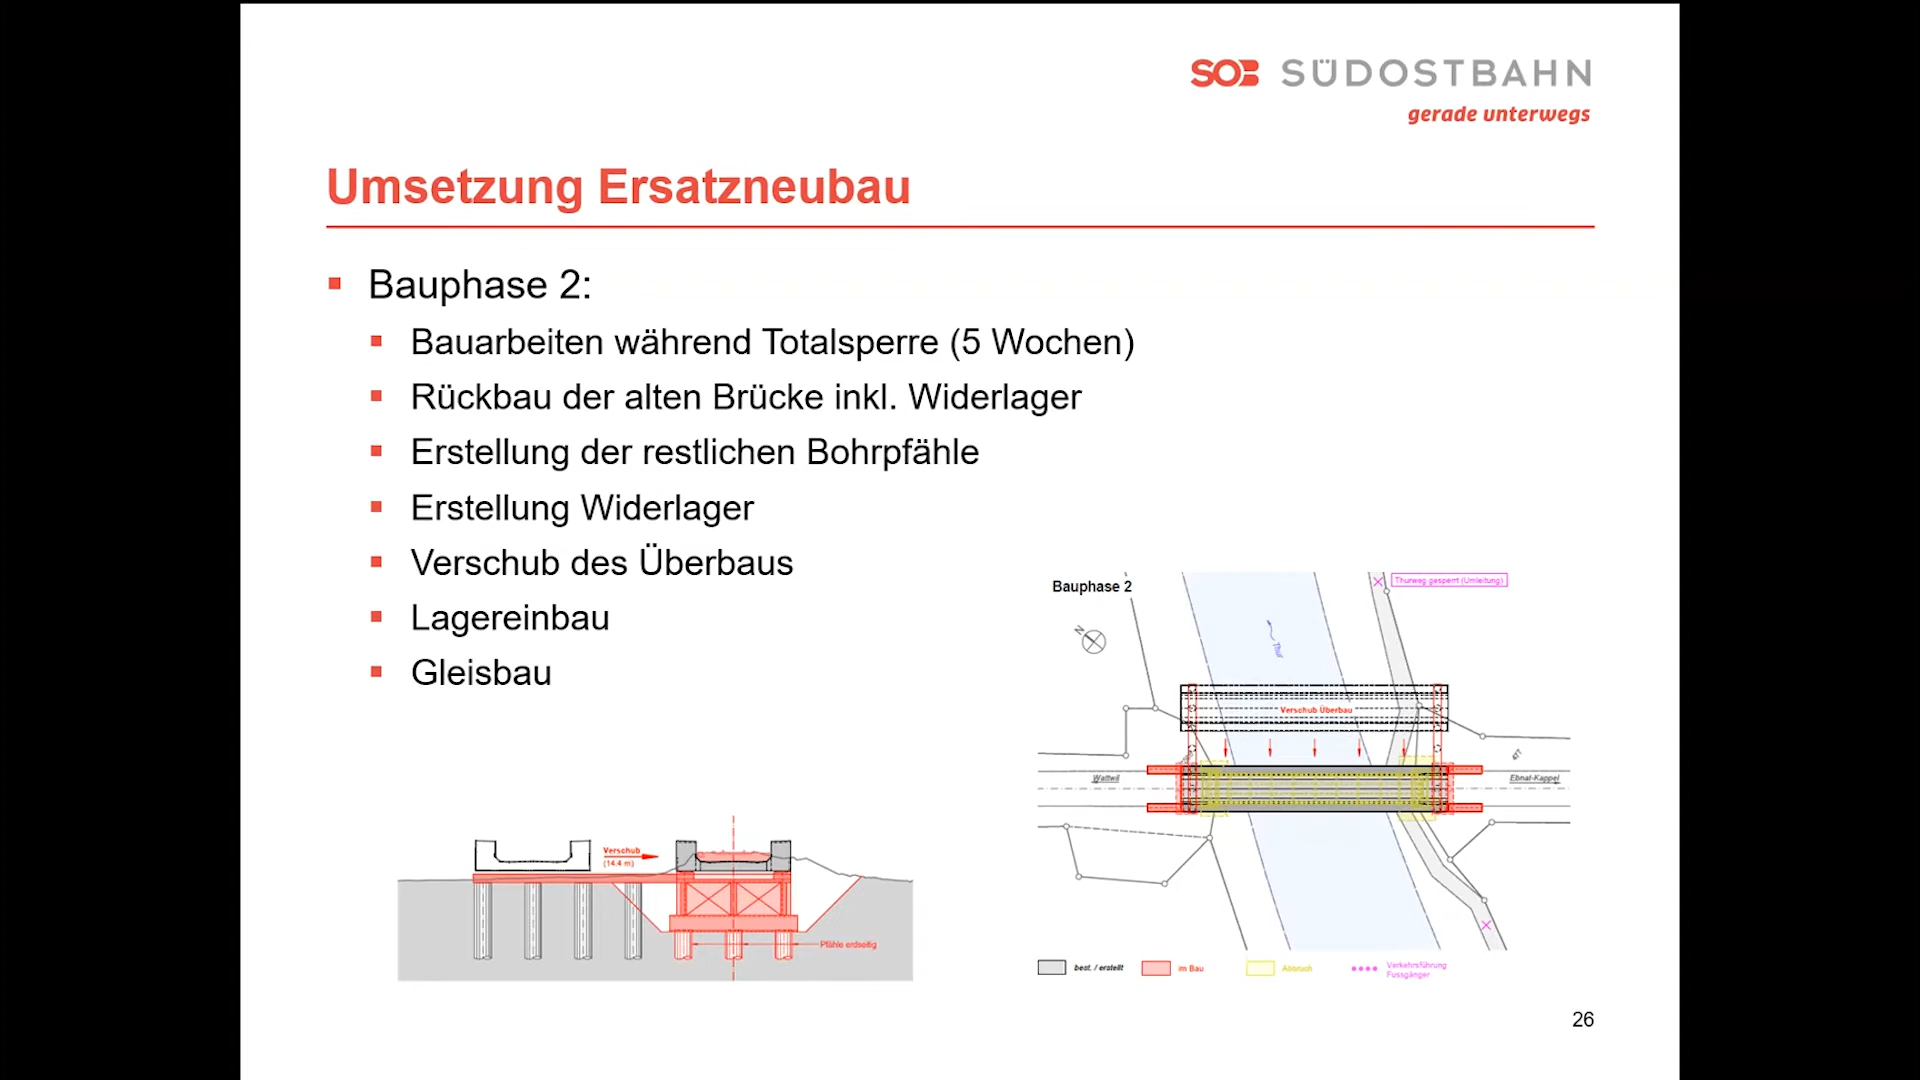 SOB SÜDOSTBAHN
gerade unterwegs
Umsetzung Ersatzneubau
Bauphase 2:
Bauarbeiten während Totalsperre (5 Wochen)
Rückbau der alten Brücke inkl. Widerlager
Erstellung der restlichen Bohrpfähle
Erstellung Widerlager
Verschub des Überbaus
Lagereinbau
Gleisbau
Bauphase 2
Thurweg gesperrt (Umleitung)
N
Thur
Verschub Überbau
Wattwil
Ebnat-Kappel
Verschub
(14.4 m)
Pfähle erdseitig
best. / erstellt
im Bau
Abbruch
Verkehrsführung
Fussgänger
26